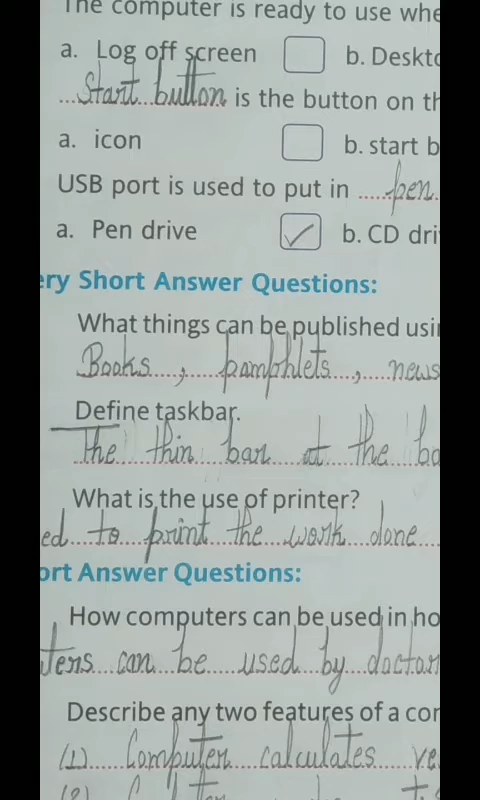 The computer is ready to use whe
a. Log off screen b. Deskto
Start button is the button on th
a. icon b. start b
USB port is used to put in pen
a. Pen drive b. CD dri
ery Short Answer Questions:
What things can be published usi
Books, pamphlets, news
Define taskbar.
The thin bar at the bo
What is the use of printer?
ed to print the work done
ort Answer Questions:
How computers can be used in ho
ters can be used by doctor
Describe any two features of a com
(1) Computer calculates ve
(2)